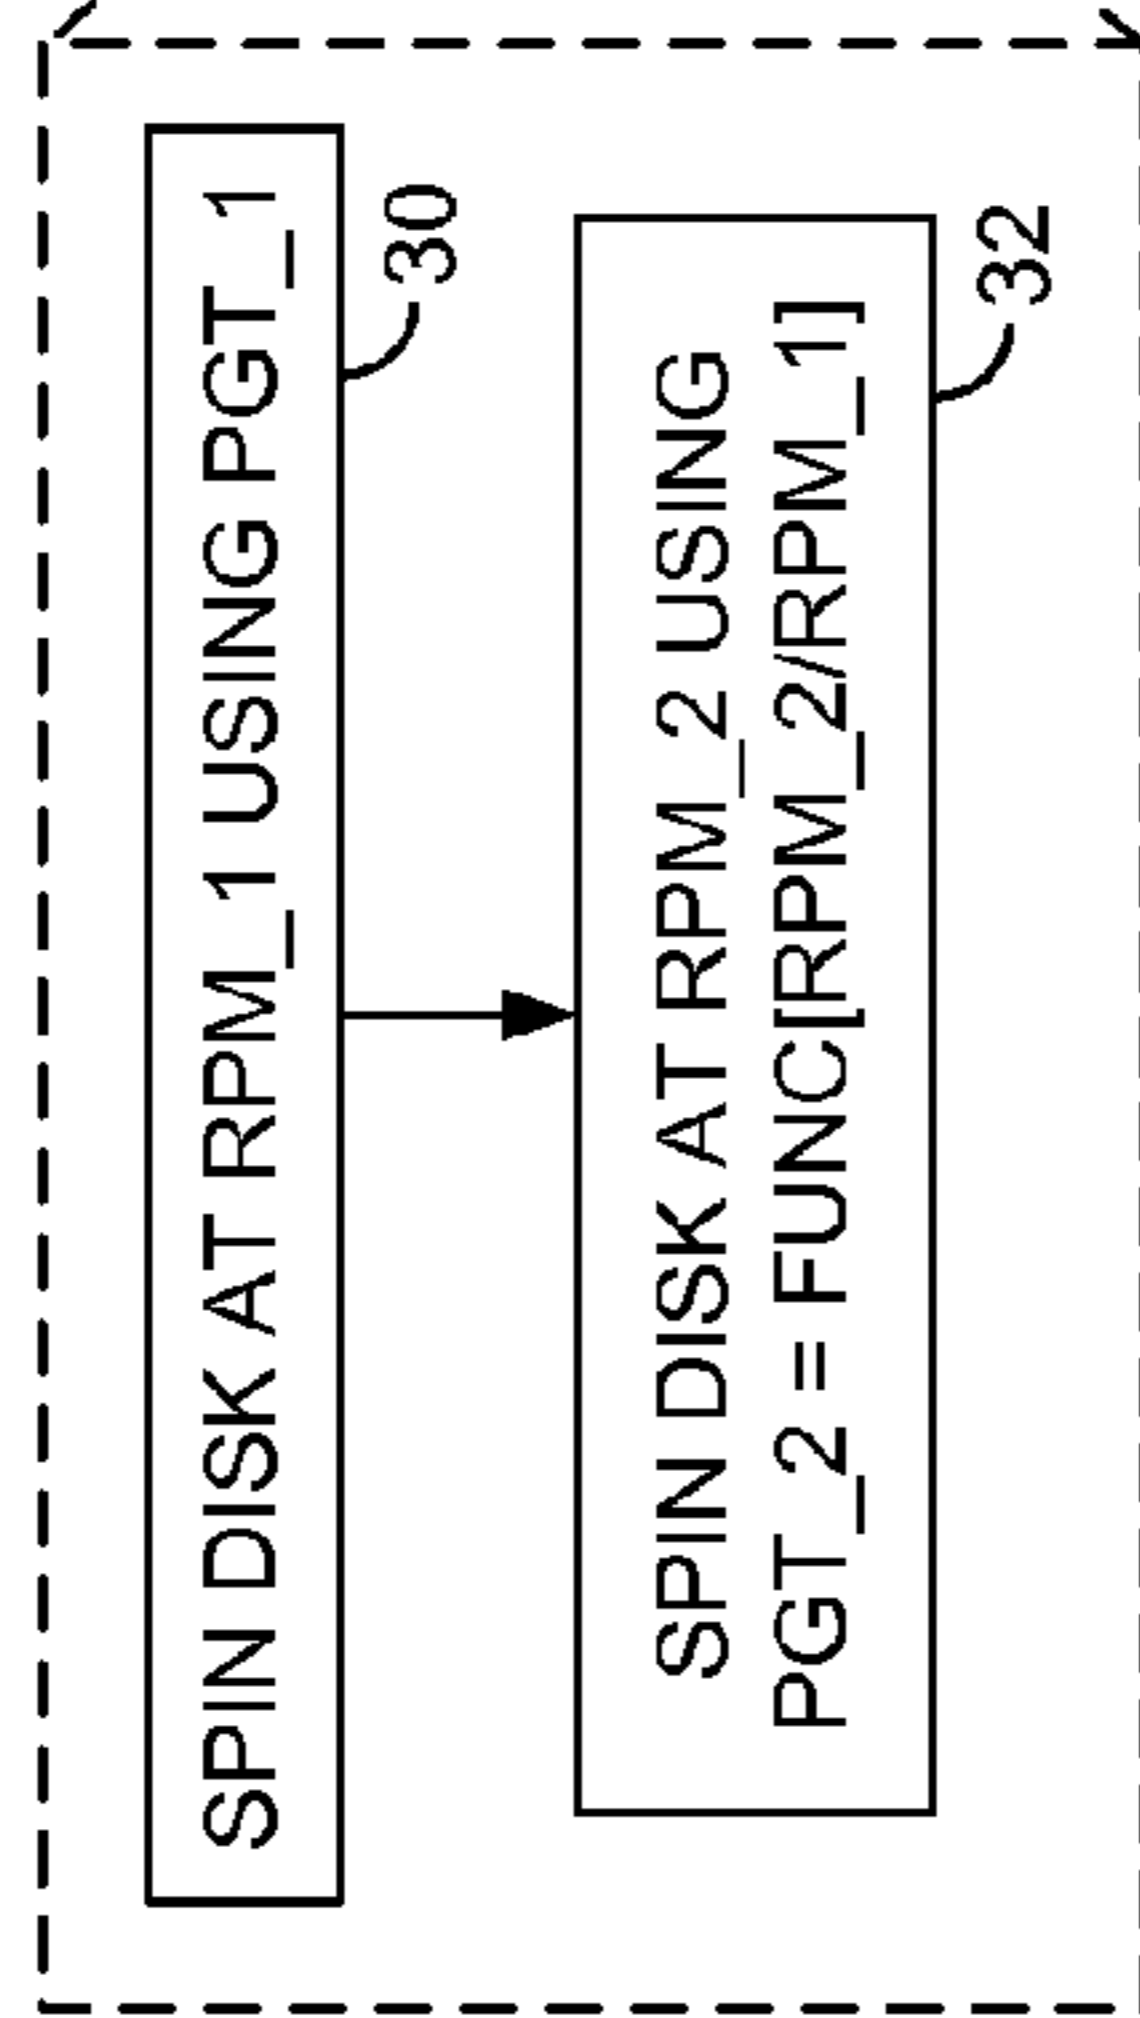 SPIN DISK AT RPM_1 USING PGT_1
30
SPIN DISK AT RPM_2 USING
PGT_2 = FUNC[RPM_2/RPM_1]
32